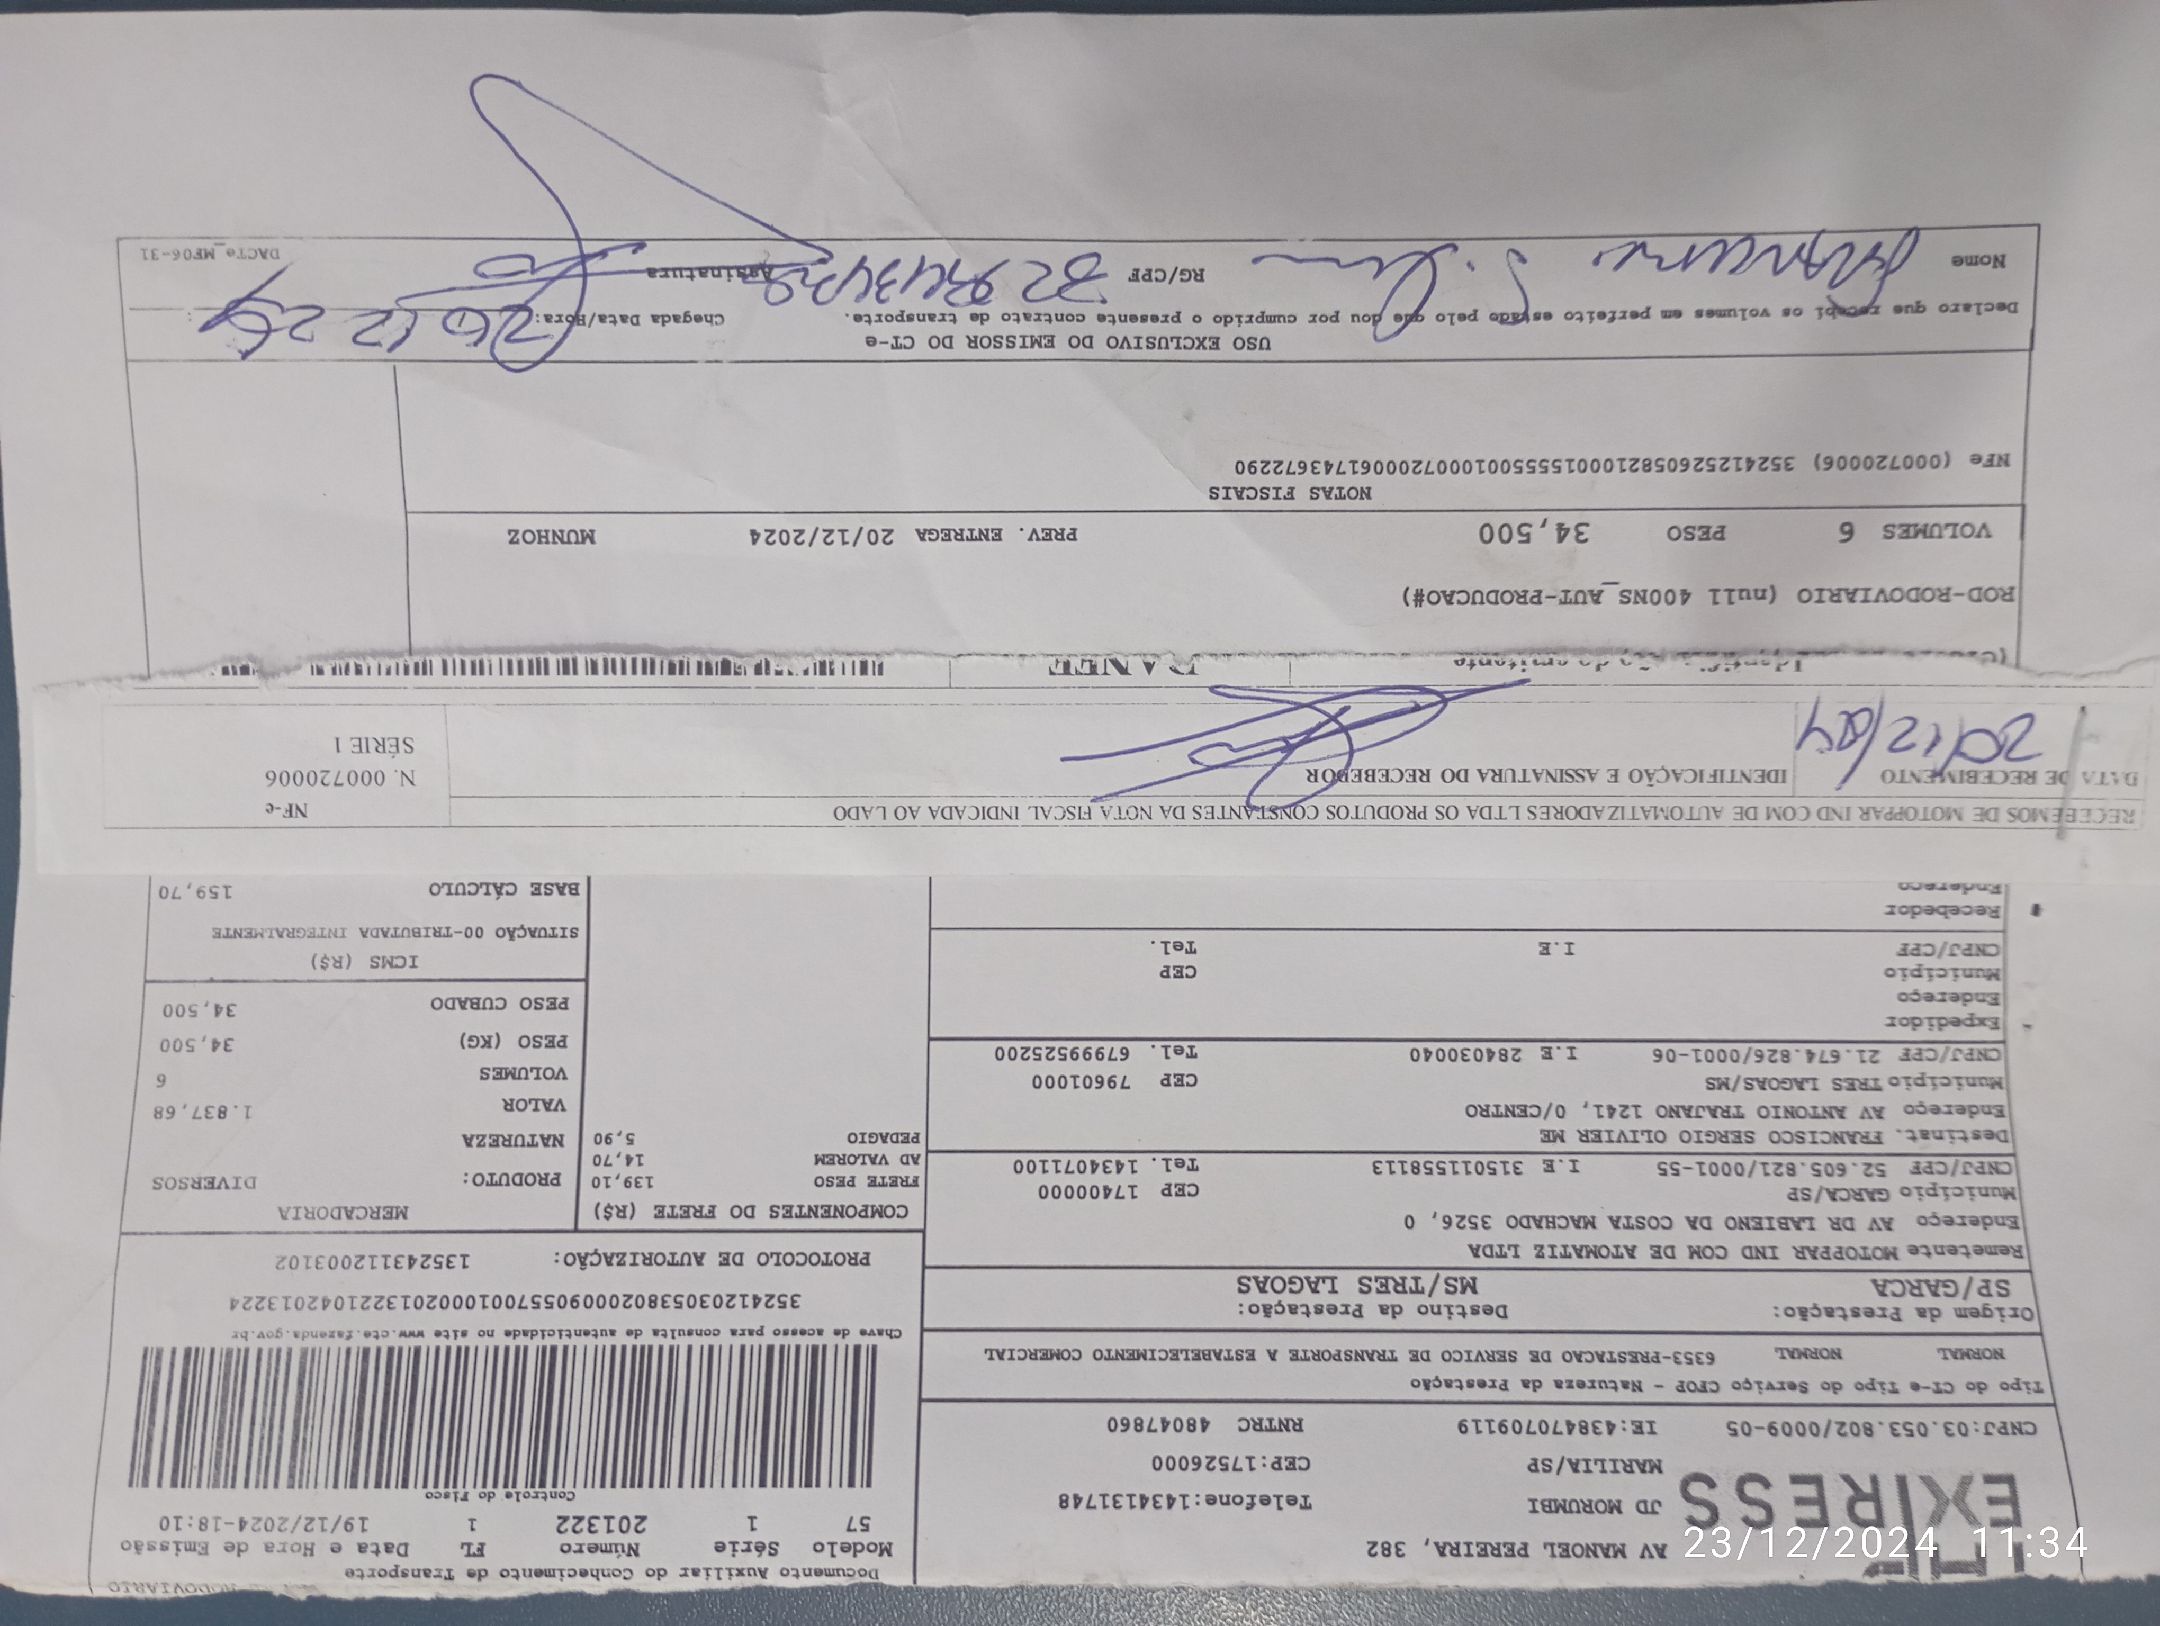 Documento Auxiliar do Conhecimento de Transporte
RODOVIÁRIO
EXPRESS
AV MANOEL PEREIRA, 382
JD MORUMBI
MARILIA/SP
Telefone:1434131748
CEP:17526000
CNPJ:03.053.802/0009-05 IE:438470709119 RNTRC 48047860
Modelo Série Número FL Data e Hora de Emissão
57 1 201322 1 19/12/2024-18:10
Controle do Fisco
Tipo do CT-e Tipo do Serviço CFOP - Natureza da Prestação
NORMAL NORMAL 6353-PRESTACAO DE SERVICO DE TRANSPORTE A ESTABELECIMENTO COMERCIAL
Chave de acesso para consulta de autenticidade no site www.cte.fazenda.gov.br
35241203053802000905570010002013221042013224
Origem da Prestação: Destino da Prestação:
SP/GARCA MS/TRES LAGOAS
PROTOCOLO DE AUTORIZAÇÃO: 135243112003102
Remetente MOTOPPAR IND COM DE ATOMATIZ LTDA
Endereço AV DR LABIENO DA COSTA MACHADO 3526, 0
Município GARCA/SP CEP 17400000
CNPJ/CPF 52.605.821/0001-55 I.E 315011558113 Tel. 1434071100
Destinat. FRANCISCO SERGIO OLIVIER ME
Endereço AV ANTONIO TRAJANO 1241, 0/CENTRO
Município TRES LAGOAS/MS CEP 79601000
CNPJ/CPF 21.674.826/0001-06 I.E 284030040 Tel. 67999525200
Expedidor
Endereço
Município CEP
CNPJ/CPF I.E Tel.
Recebedor
Endereço
COMPONENTES DO FRETE (R$)
FRETE PESO 139,10
AD VALOREM 14,70
PEDAGIO 5,90
MERCADORIA
PRODUTO: DIVERSOS
NATUREZA
VALOR 1.837,68
VOLUMES 6
PESO (KG) 34,500
PESO CUBADO 34,500
ICMS (R$)
SITUAÇÃO 00-TRIBUTADA INTEGRALMENTE
BASE CÁLCULO 159,70
RECEBEMOS DE MOTOPPAR IND COM DE AUTOMATIZADORES LTDA OS PRODUTOS CONSTANTES DA NOTA FISCAL INDICADA AO LADO
DATA DE RECEBIMENTO IDENTIFICAÇÃO E ASSINATURA DO RECEBEDOR
NF-e
N. 000720006
SÉRIE 1
Identificação do emitente DANFE
ROD-RODOVIARIO (null 400NS_AUT-PRODUCAO#)
VOLUMES 6 PESO 34,500 PREV. ENTREGA 20/12/2024 MUNHOZ
NOTAS FISCAIS
NFe (000720006) 35241252605821000155550010007200061743672290
USO EXCLUSIVO DO EMISSOR DO CT-e
Declaro que recebi os volumes em perfeito estado pelo que dou por cumprido o presente contrato de transporte. Chegada Data/Hora:
Nome RG/CPF Assinatura
DACTe_MF06-31
23/12/2024 11:34